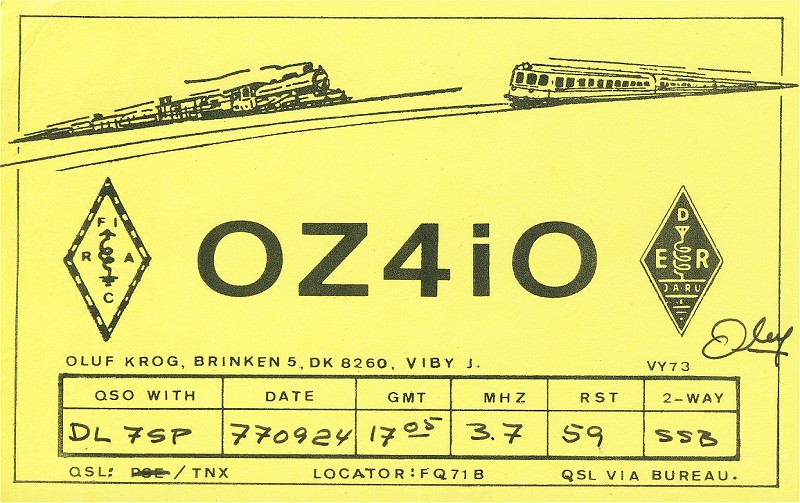 FI
R A
C
OZ4iO
D
E R
J.A.R.U
OLUF KROG, BRINKEN 5, DK 8260, VIBY J.
VY73
QSO WITH DATE GMT MHZ RST 2-WAY
DL 7SP 770924 17 05 3.7 59 SSB
QSL: PSE / TNX LOCATOR: FQ71B QSL VIA BUREAU.